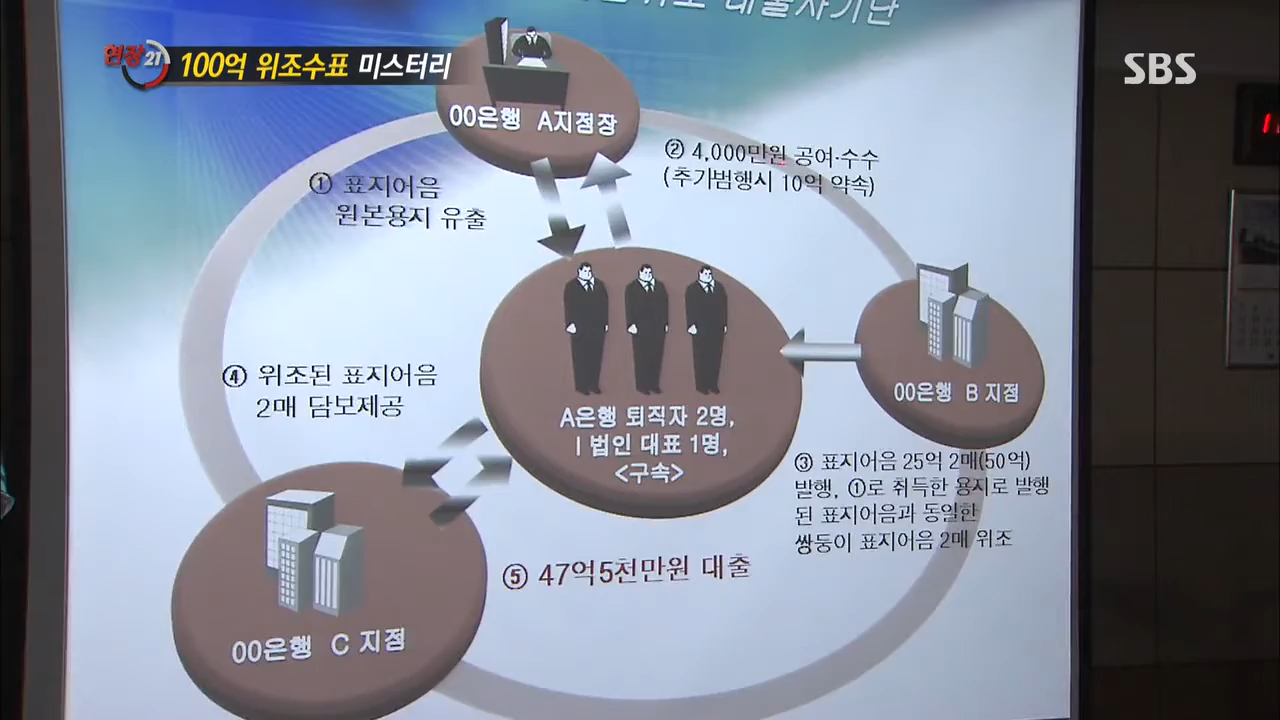 현장21
100억 위조수표 미스터리
SBS
대출사기단
00은행 A지점장
① 표지어음
원본용지 유출
② 4,000만원 공여·수수
(추가범행시 10억 약속)
A은행 퇴직자 2명,
I 법인 대표 1명,
<구속>
00은행 B 지점
③ 표지어음 25억 2매(50억)
발행, ①로 취득한 용지로 발행
된 표지어음과 동일한
쌍둥이 표지어음 2매 위조
④ 위조된 표지어음
2매 담보제공
⑤ 47억5천만원 대출
00은행 C 지점